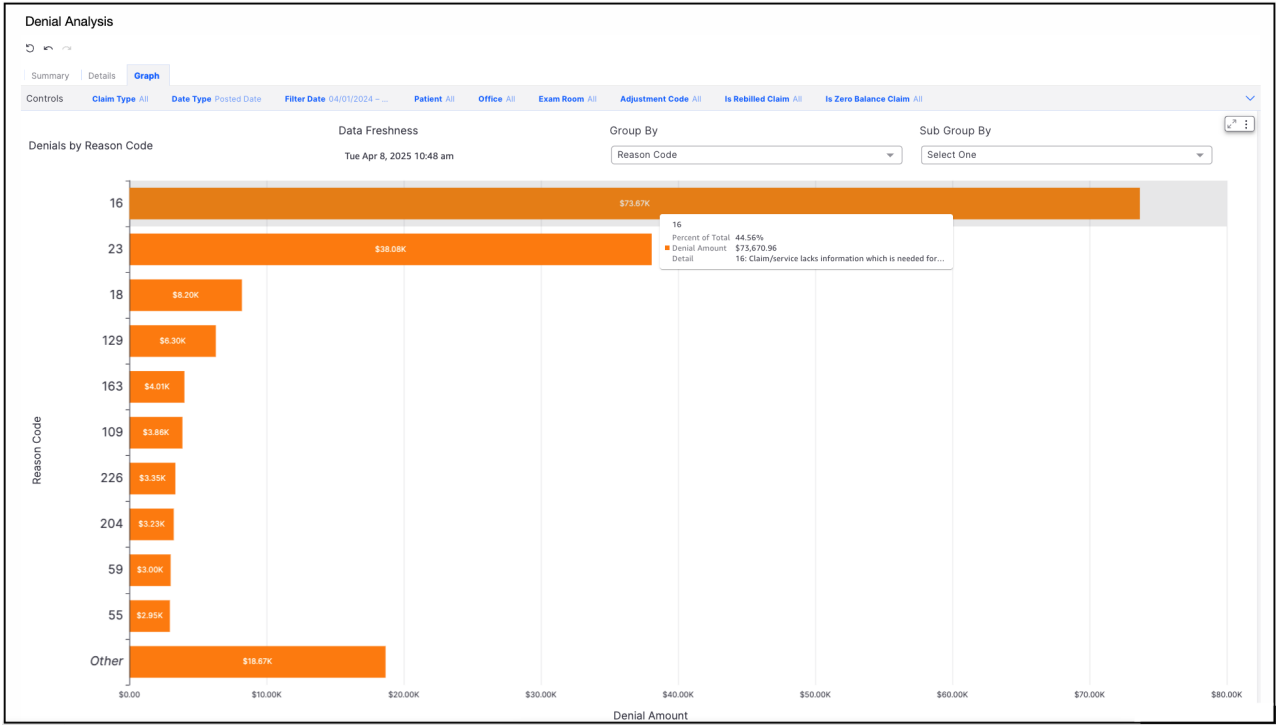 Denial Analysis
Summary Details Graph
Controls Claim Type All Date Type Posted Date Filter Date 04/01/2024 – ... Patient All Office All Exam Room All Adjustment Code All Is Rebilled Claim All Is Zero Balance Claim All
Denials by Reason Code
Data Freshness
Tue Apr 8, 2025 10:48 am
Group By
Reason Code
Sub Group By
Select One
Reason Code
16 $73.67K
16
Percent of Total 44.56%
Denial Amount $73,670.96
Detail 16: Claim/service lacks information which is needed for...
23 $38.08K
18 $8.20K
129 $6.30K
163 $4.01K
109 $3.86K
226 $3.35K
204 $3.23K
59 $3.00K
55 $2.95K
Other $18.67K
$0.00 $10.00K $20.00K $30.00K $40.00K $50.00K $60.00K $70.00K $80.00K
Denial Amount